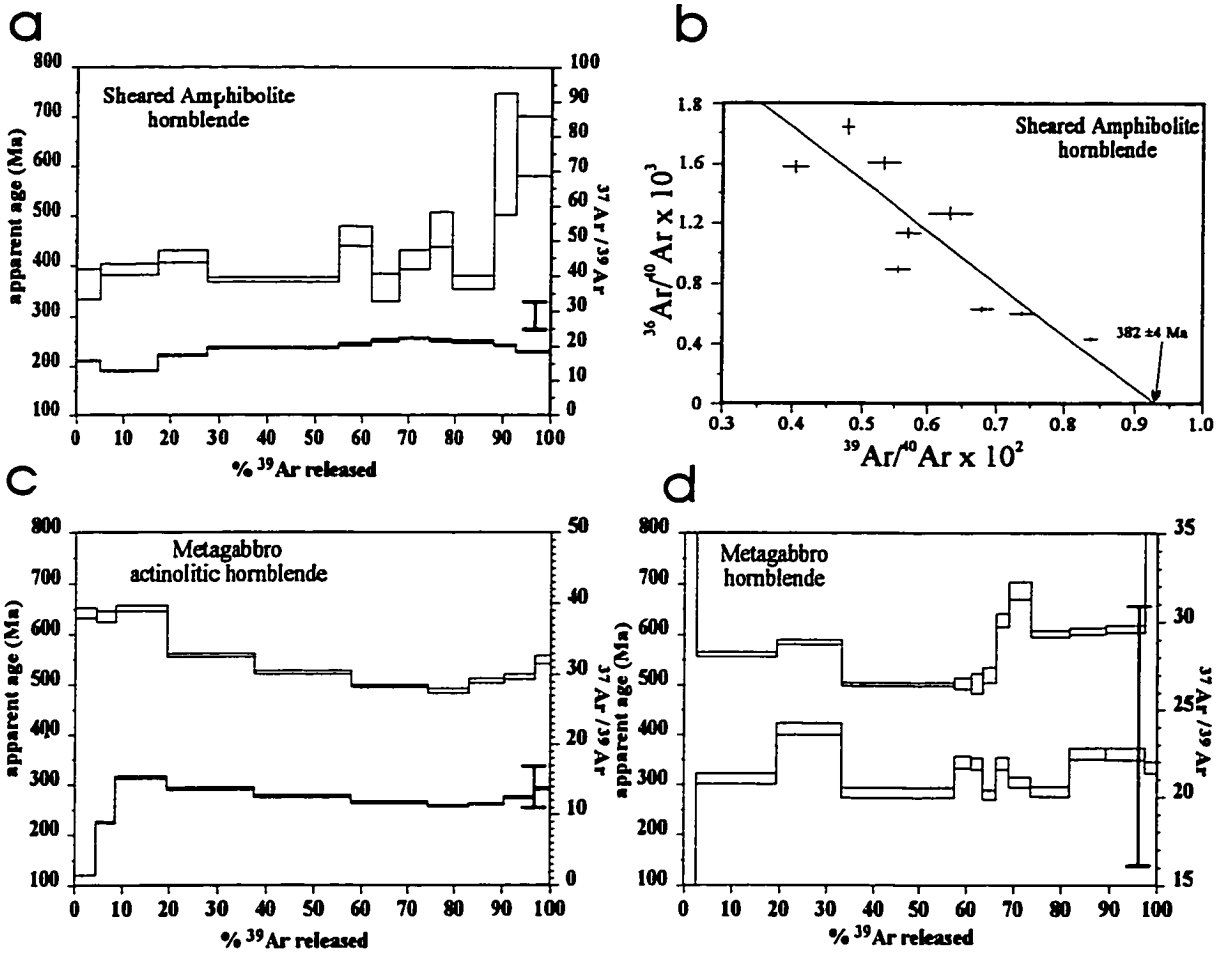 a
800
700
600
500
400
300
200
100
apparent age (Ma)
Sheared Amphibolite
hornblende
100
90
80
70
60
50
40
30
20
10
0
37Ar/39Ar
0 10 20 30 40 50 60 70 80 90 100
% 39Ar released
b
1.8
1.6
1.2
0.8
0.4
0
36Ar/40Ar x 10^3
Sheared Amphibolite
hornblende
382 ±4 Ma
0.3 0.4 0.5 0.6 0.7 0.8 0.9 1.0
39Ar/40Ar x 10^2
c
800
700
600
500
400
300
200
100
apparent age (Ma)
Metagabbro
actinolitic hornblende
50
40
30
20
10
0
37Ar/39Ar
0 10 20 30 40 50 60 70 80 90 100
% 39Ar released
d
800
700
600
500
400
300
200
100
apparent age (Ma)
Metagabbro
hornblende
35
30
25
20
15
37Ar/39Ar
0 10 20 30 40 50 60 70 80 90 100
% 39Ar released